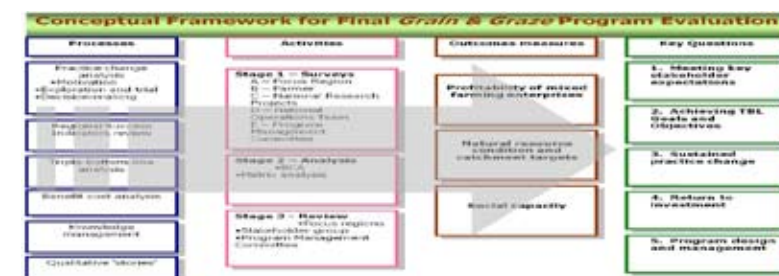 Conceptual Framework for Final Grain & Graze Program Evaluation
Processes
Practice change
analysis
•Motivation
•Exploration and trial
•Decisionmaking
Regional Success
Indicators review
Triple bottom line
analysis
Benefit cost analysis
Knowledge
management
Qualitative 'stories'
Activities
Stage 1 – Surveys
A – Focus Region
B – Farmer
C – National Research
Projects
D – National
Operations Team
E – Program
Management
Committee
Stage 2 – Analysis
•BCA
•Metric analysis
Stage 3 - Review
•Focus regions
•Stakeholder group
•Program Management
Committee
Outcomes measures
Profitability of mixed
farming enterprises
Natural resource
condition and
catchment targets
Social capacity
Key Questions
1. Meeting key
stakeholder
expectations
2. Achieving TBL
Goals and
Objectives
3. Sustained
practice change
4. Return to
investment
5. Program design
and management